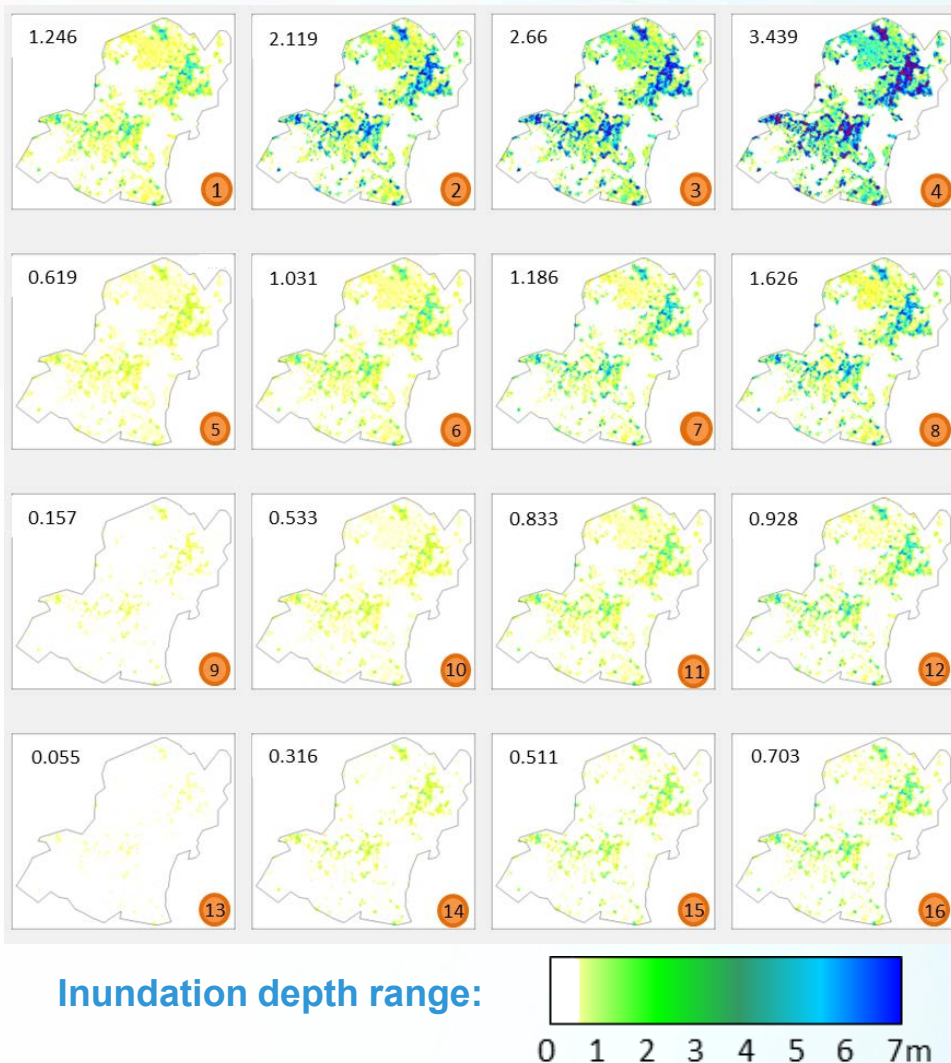 1.246 2.119 2.66 3.439
1 2 3 4
0.619 1.031 1.186 1.626
5 6 7 8
0.157 0.533 0.833 0.928
9 10 11 12
0.055 0.316 0.511 0.703
13 14 15 16
Inundation depth range:
0 1 2 3 4 5 6 7m